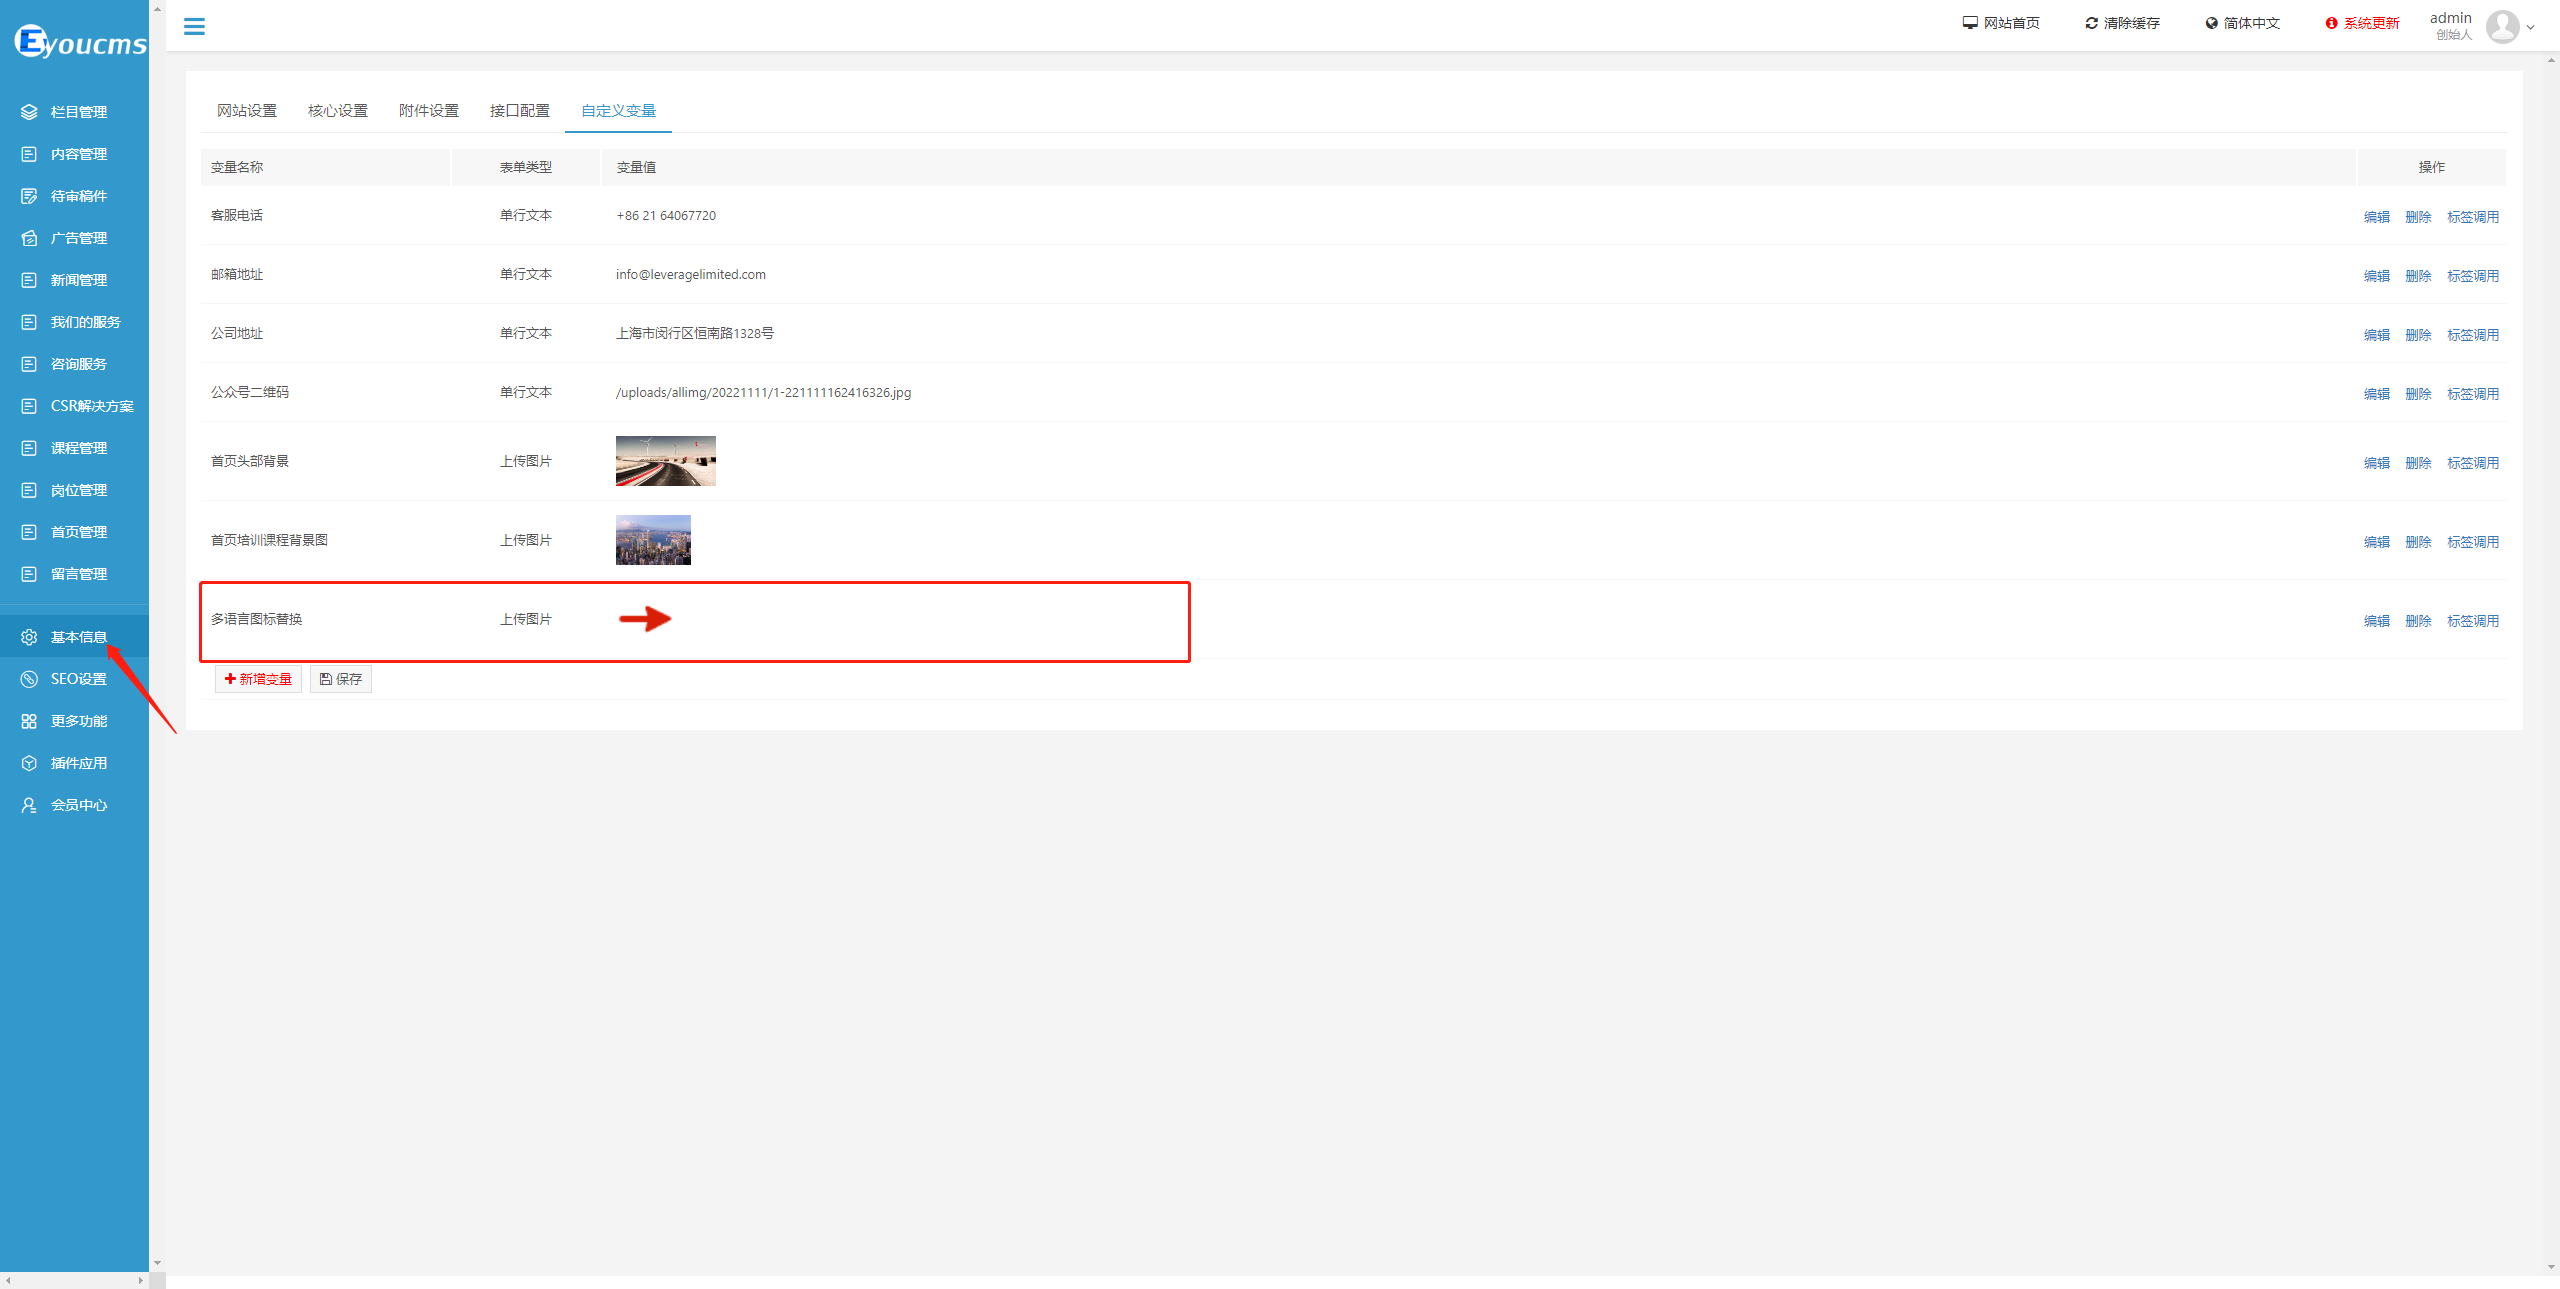 Eyoucms
网站首页 清除缓存 简体中文 系统更新 admin
创始人
栏目管理
内容管理
待审稿件
广告管理
新闻管理
我们的服务
咨询服务
CSR解决方案
课程管理
岗位管理
首页管理
留言管理
基本信息
SEO设置
更多功能
插件应用
会员中心
网站设置 核心设置 附件设置 接口配置 自定义变量
变量名称 表单类型 变量值 操作
客服电话 单行文本 +86 21 64067720 编辑 删除 标签调用
邮箱地址 单行文本 info@leveragelimited.com 编辑 删除 标签调用
公司地址 单行文本 上海市闵行区恒南路1328号 编辑 删除 标签调用
公众号二维码 单行文本 /uploads/allimg/20221111/1-221111162416326.jpg 编辑 删除 标签调用
首页头部背景 上传图片 编辑 删除 标签调用
首页培训课程背景图 上传图片 编辑 删除 标签调用
多语言图标替换 上传图片 编辑 删除 标签调用
新增变量 保存